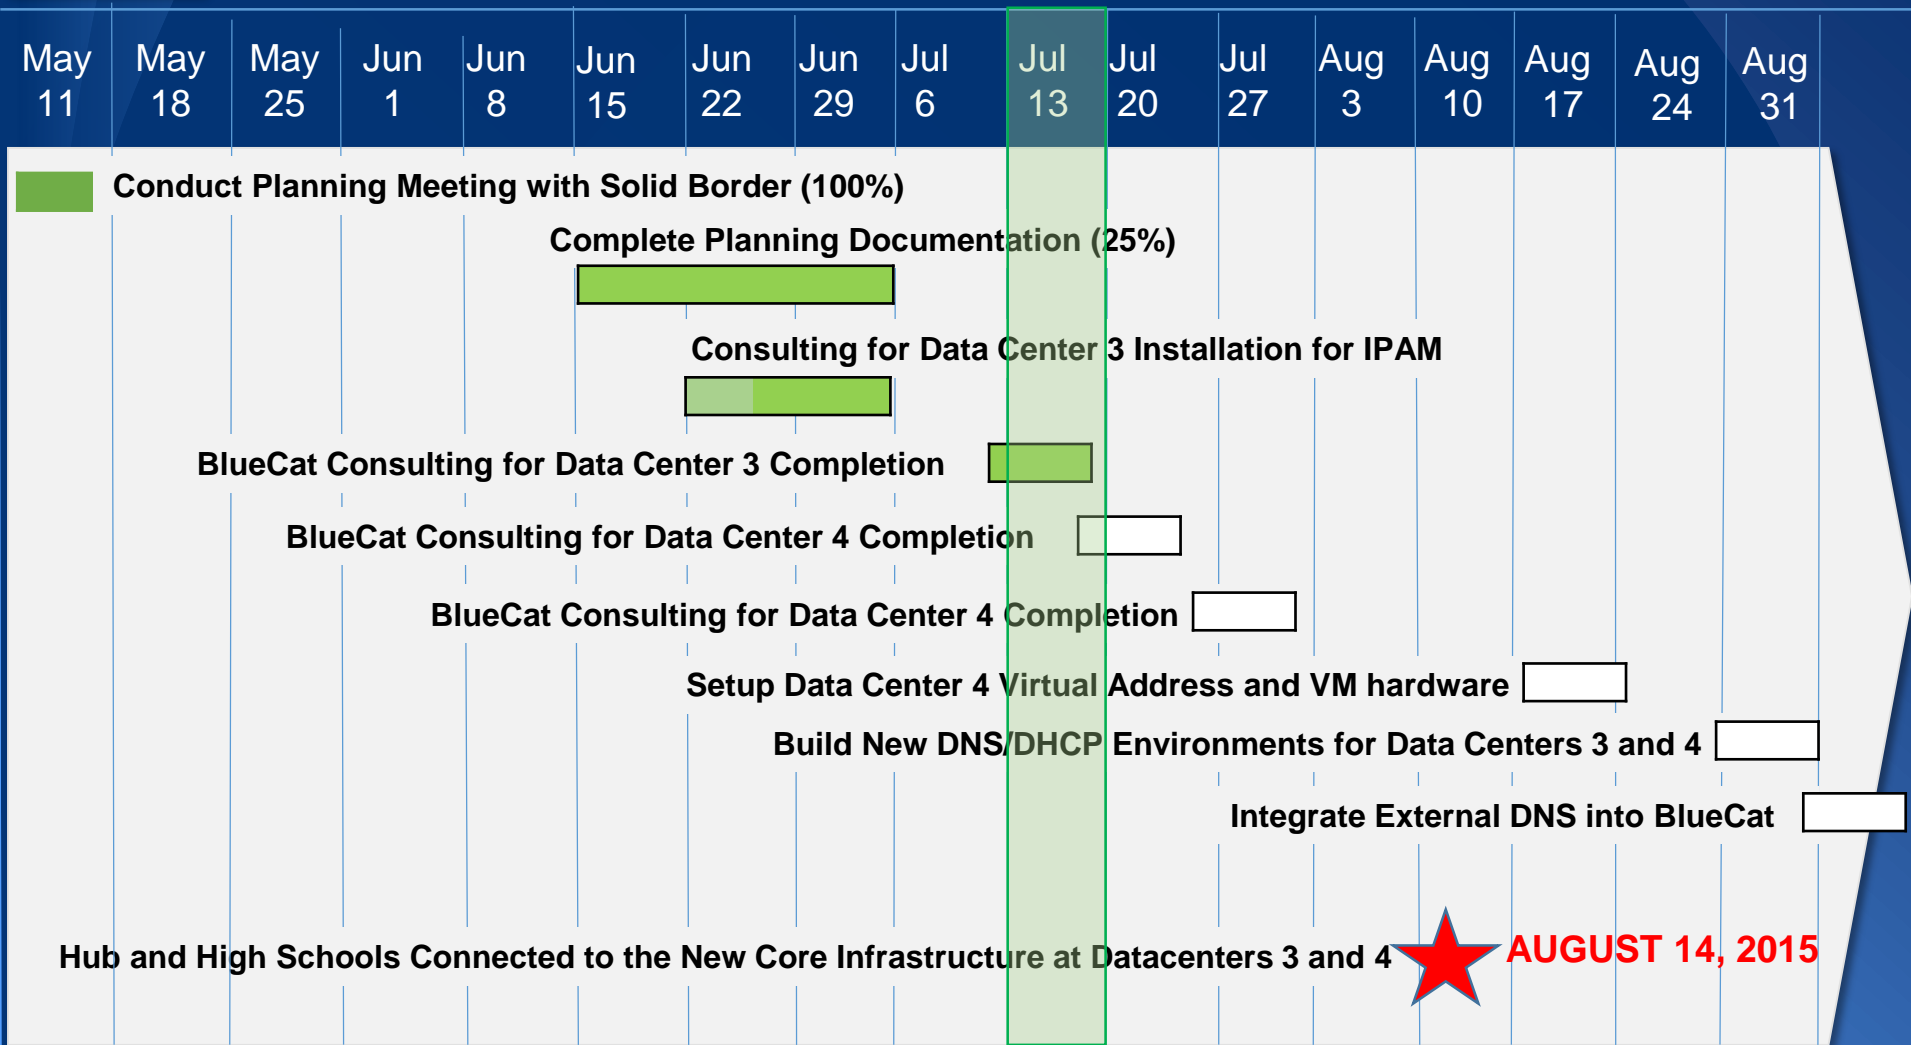 May 11
May 18
May 25
Jun 1
Jun 8
Jun 15
Jun 22
Jun 29
Jul 6
Jul 13
Jul 20
Jul 27
Aug 3
Aug 10
Aug 17
Aug 24
Aug 31
Conduct Planning Meeting with Solid Border (100%)
Complete Planning Documentation (25%)
Consulting for Data Center 3 Installation for IPAM
BlueCat Consulting for Data Center 3 Completion
BlueCat Consulting for Data Center 4 Completion
BlueCat Consulting for Data Center 4 Completion
Setup Data Center 4 Virtual Address and VM hardware
Build New DNS/DHCP Environments for Data Centers 3 and 4
Integrate External DNS into BlueCat
Hub and High Schools Connected to the New Core Infrastructure at Datacenters 3 and 4
AUGUST 14, 2015